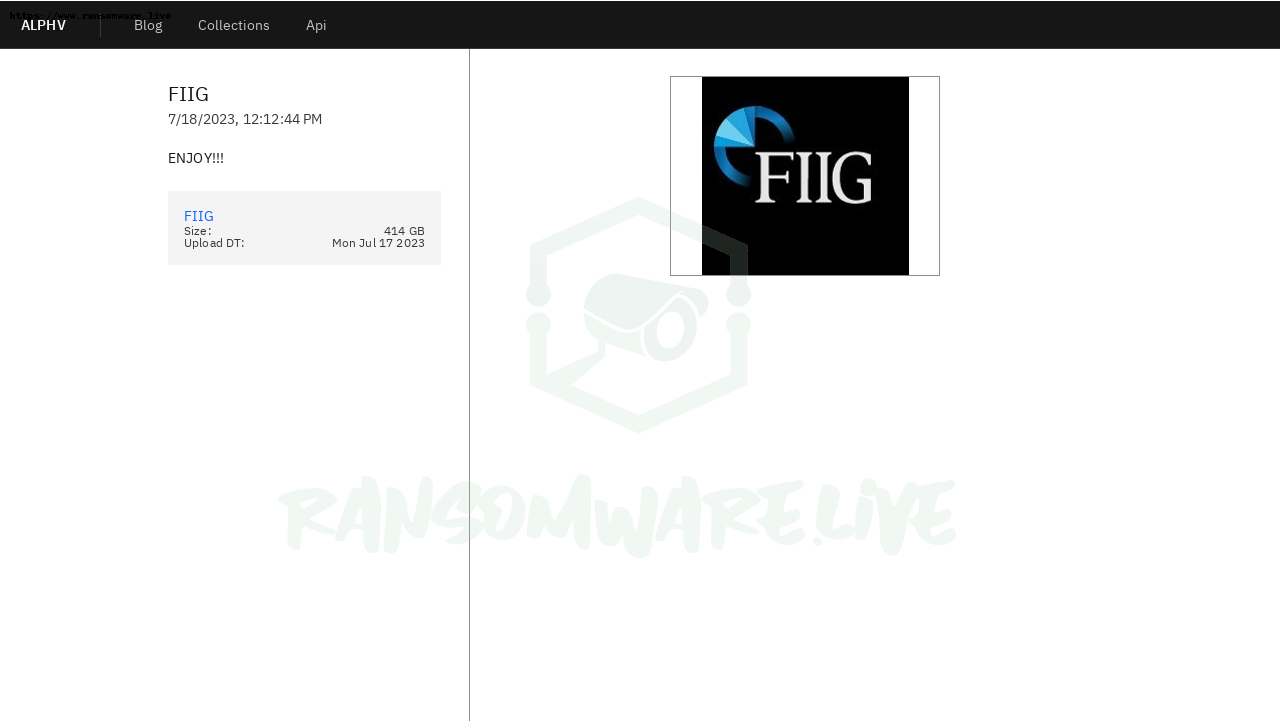 https://www.ransomware.live
ALPHV
Blog
Collections
Api
FIIG
7/18/2023, 12:12:44 PM
ENJOY!!!
FIIG
Size: 414 GB
Upload DT: Mon Jul 17 2023
FIIG
RANSOMWARE.LIVE